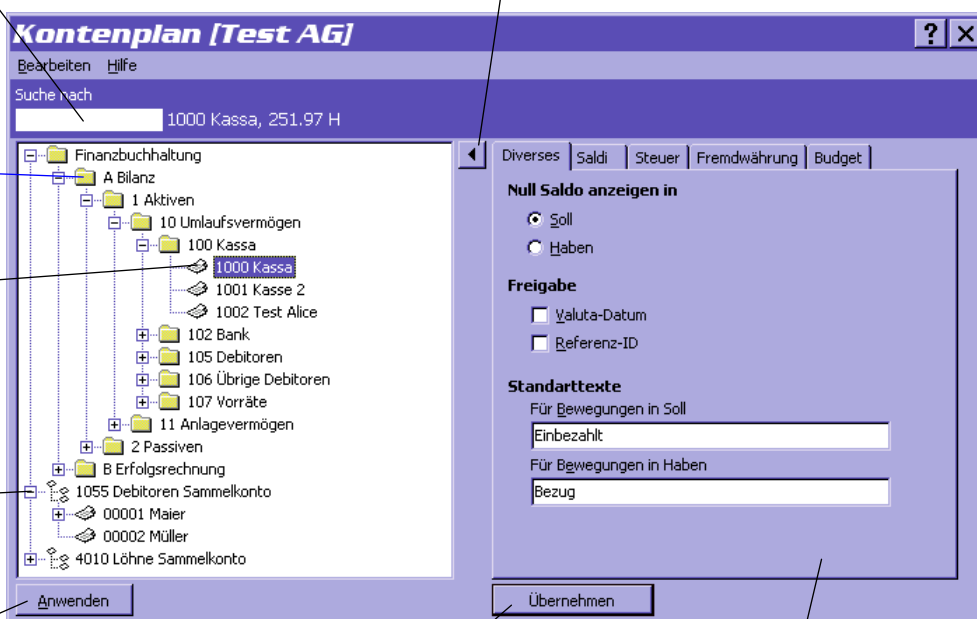 Kontenplan [Test AG]
Bearbeiten Hilfe
Suche nach
1000 Kassa, 251.97 H
Finanzbuchhaltung
A Bilanz
1 Aktiven
10 Umlaufsvermögen
100 Kassa
1000 Kassa
1001 Kasse 2
1002 Test Alice
102 Bank
105 Debitoren
106 Übrige Debitoren
107 Vorräte
11 Anlagevermögen
2 Passiven
B Erfolgsrechnung
1055 Debitoren Sammelkonto
00001 Maier
00002 Müller
4010 Löhne Sammelkonto
Anwenden
Diverses Saldi Steuer Fremdwährung Budget
Null Saldo anzeigen in
Soll
Haben
Freigabe
Valuta-Datum
Referenz-ID
Standarttexte
Für Bewegungen in Soll
Einbezahlt
Für Bewegungen in Haben
Bezug
Übernehmen